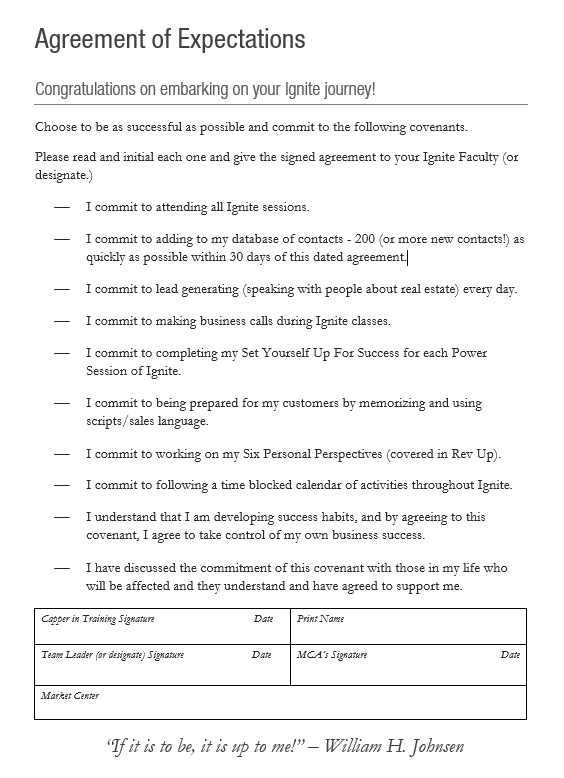 Agreement of Expectations
Congratulations on embarking on your Ignite journey!
Choose to be as successful as possible and commit to the following covenants.
Please read and initial each one and give the signed agreement to your Ignite Faculty (or
designate.)
— I commit to attending all Ignite sessions.
— I commit to adding to my database of contacts - 200 (or more new contacts!) as
quickly as possible within 30 days of this dated agreement.
— I commit to lead generating (speaking with people about real estate) every day.
— I commit to making business calls during Ignite classes.
— I commit to completing my Set Yourself Up For Success for each Power
Session of Ignite.
— I commit to being prepared for my customers by memorizing and using
scripts/sales language.
— I commit to working on my Six Personal Perspectives (covered in Rev Up).
— I commit to following a time blocked calendar of activities throughout Ignite.
— I understand that I am developing success habits, and by agreeing to this
covenant, I agree to take control of my own business success.
— I have discussed the commitment of this covenant with those in my life who
will be affected and they understand and have agreed to support me.
Capper in Training Signature Date Print Name
Team Leader (or designate) Signature Date MCA's Signature Date
Market Center
“If it is to be, it is up to me!” – William H. Johnsen